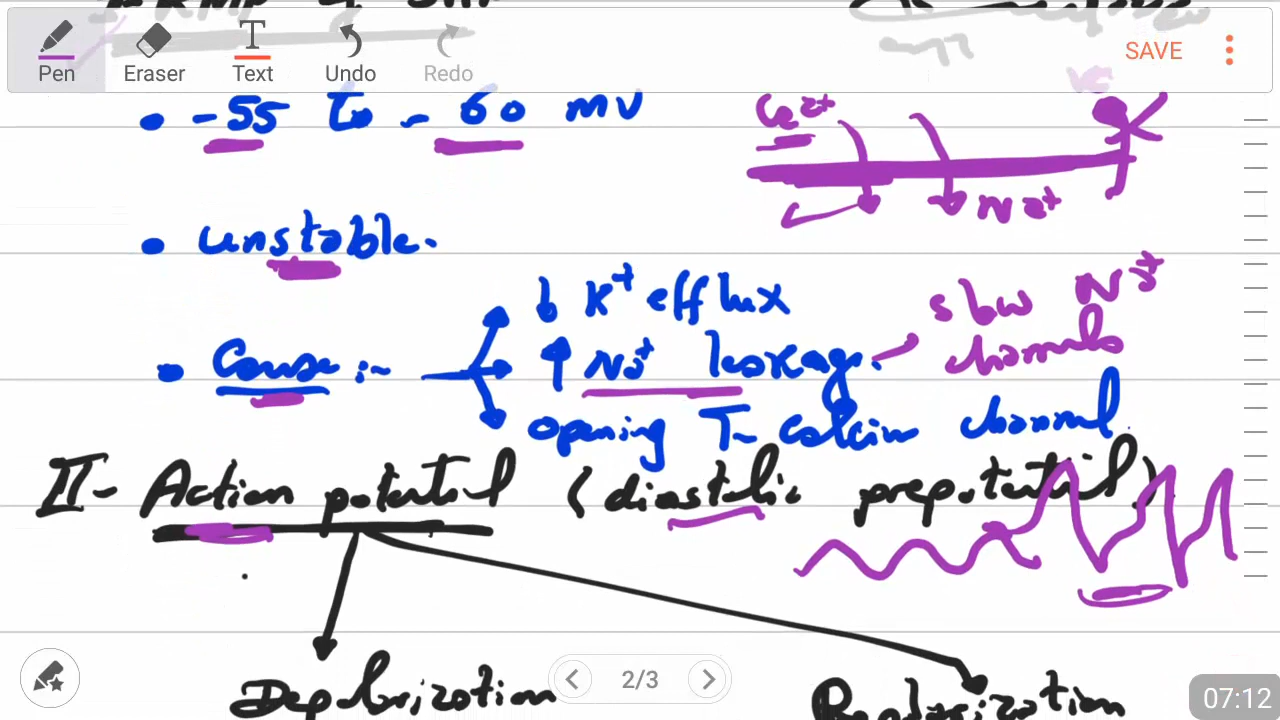 Pen Eraser Text Undo Redo SAVE
• -55 to - 60 mV
Ca2+
Na+
• unstable.
• Cause :-
↓ K+ efflux
↑ Na+ leakage. slow Na+ channels
opening T- calcium channel.
II- Action potential (diastolic prepotential)
Depolarization Repolarization
2/3
07:12